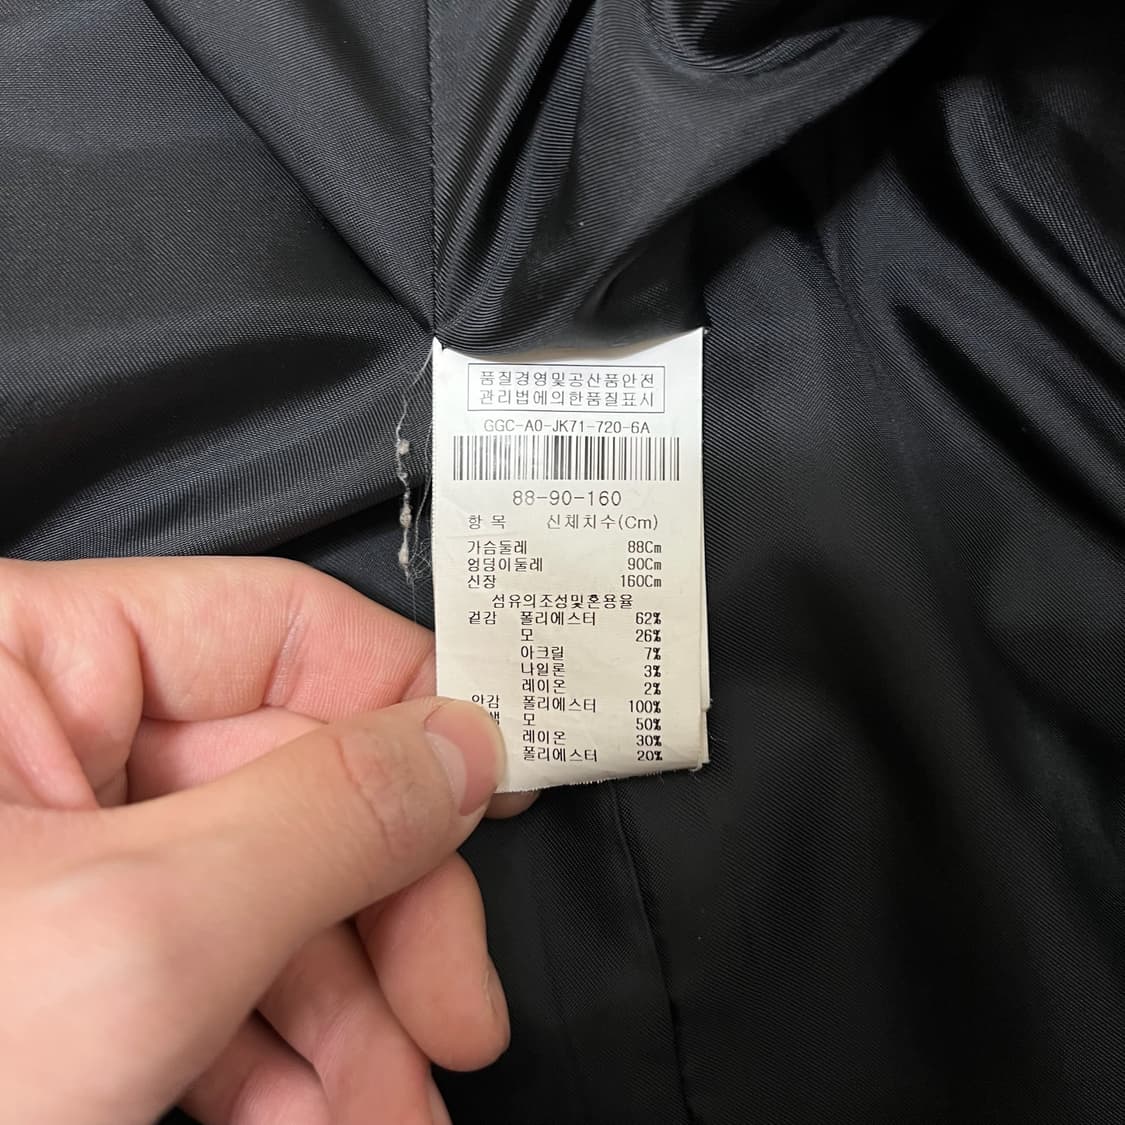 품질경영및공산품안전
관리법에의한품질표시
GGC-A0-JK71-720-6A
88-90-160
항 목 신체치수(Cm)
가슴둘레 88Cm
엉덩이둘레 90Cm
신장 160Cm
섬유의조성및혼용율
겉감 폴리에스터 62%
모 26%
아크릴 7%
나일론 3%
레이온 2%
안감 폴리에스터 100%
모 50%
레이온 30%
폴리에스터 20%